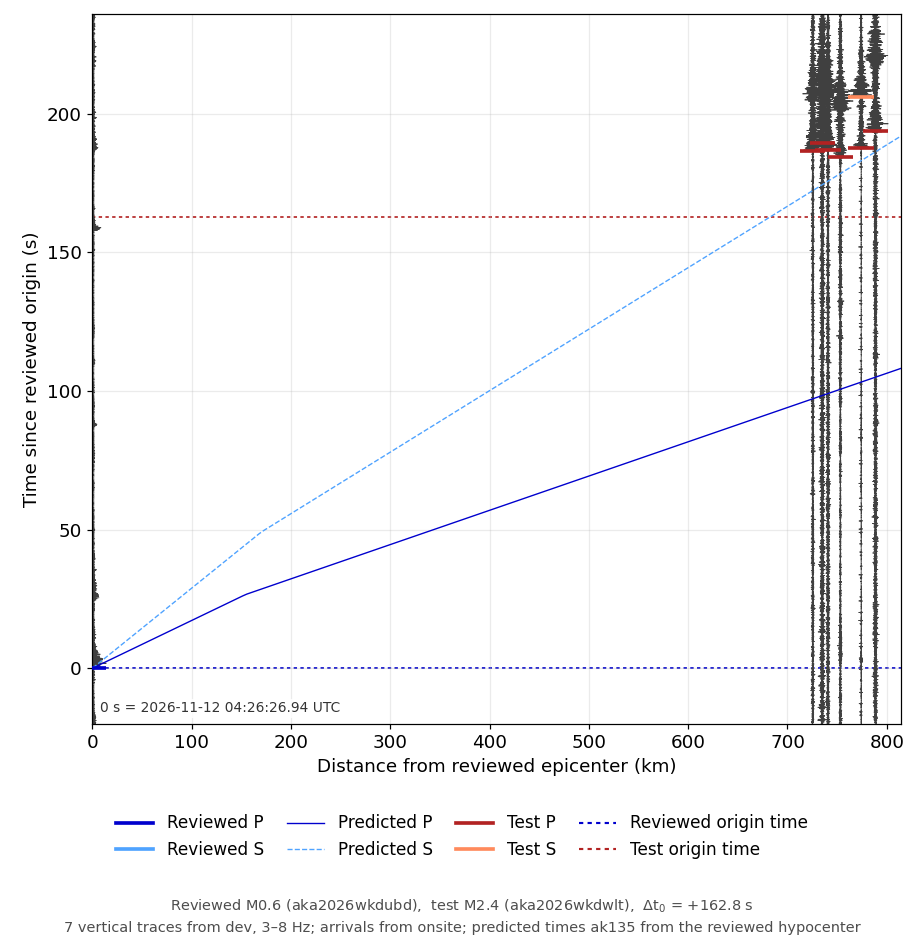 Time since reviewed origin (s)
200
150
100
50
0
0 s = 2026-11-12 04:26:26.94 UTC
0 100 200 300 400 500 600 700 800
Distance from reviewed epicenter (km)
Reviewed P Predicted P Test P Reviewed origin time
Reviewed S Predicted S Test S Test origin time
Reviewed M0.6 (aka2026wkdubd), test M2.4 (aka2026wkdwlt), Δt₀ = +162.8 s
7 vertical traces from dev, 3–8 Hz; arrivals from onsite; predicted times ak135 from the reviewed hypocenter